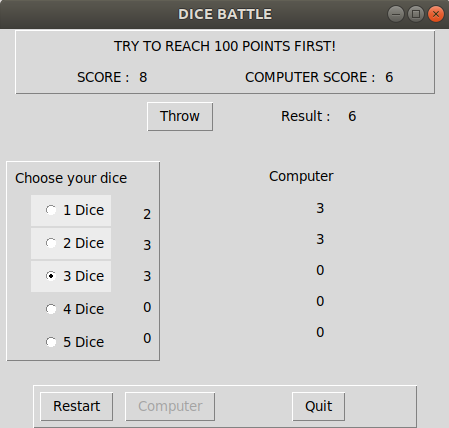 DICE BATTLE
TRY TO REACH 100 POINTS FIRST!
SCORE : 8 COMPUTER SCORE : 6
Throw Result : 6
Choose your dice Computer
1 Dice 2 3
2 Dice 3 3
3 Dice 3 0
4 Dice 0 0
5 Dice 0 0
Restart Computer Quit